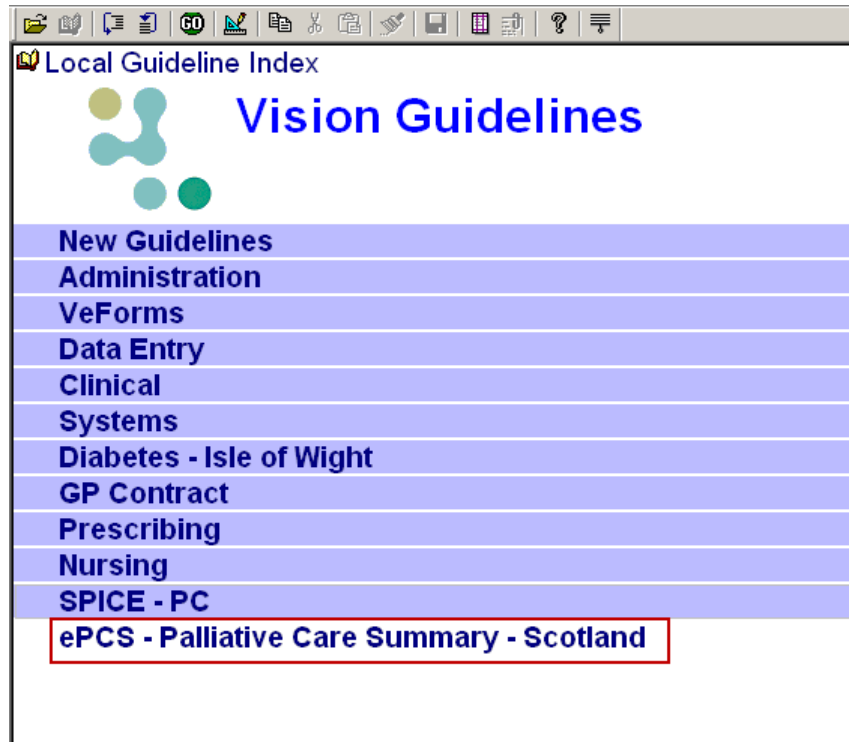 GO
Local Guideline Index
Vision Guidelines
New Guidelines
Administration
VeForms
Data Entry
Clinical
Systems
Diabetes - Isle of Wight
GP Contract
Prescribing
Nursing
SPICE - PC
ePCS - Palliative Care Summary - Scotland